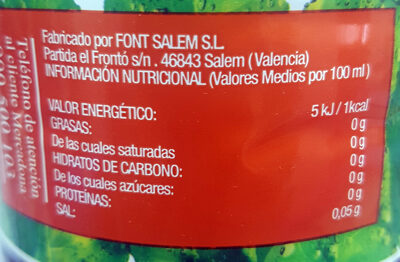 Fabricado por FONT SALEM S.L.
Partida el Frontó s/n . 46843 Salem ( Valencia)
INFORMACIÓN NUTRICIONAL (Valores Medios por 100 ml )
VALOR ENERGÉTICO: 5 kJ / 1kcal
GRASAS: 0 g
De las cuales saturadas 0 g
HIDRATOS DE CARBONO: 0 g
De los cuales azúcares: 0 g
PROTEÍNAS: 0 g
SAL: 0,05 g
Teléfono de atención
al cliente Mercadona
500 103